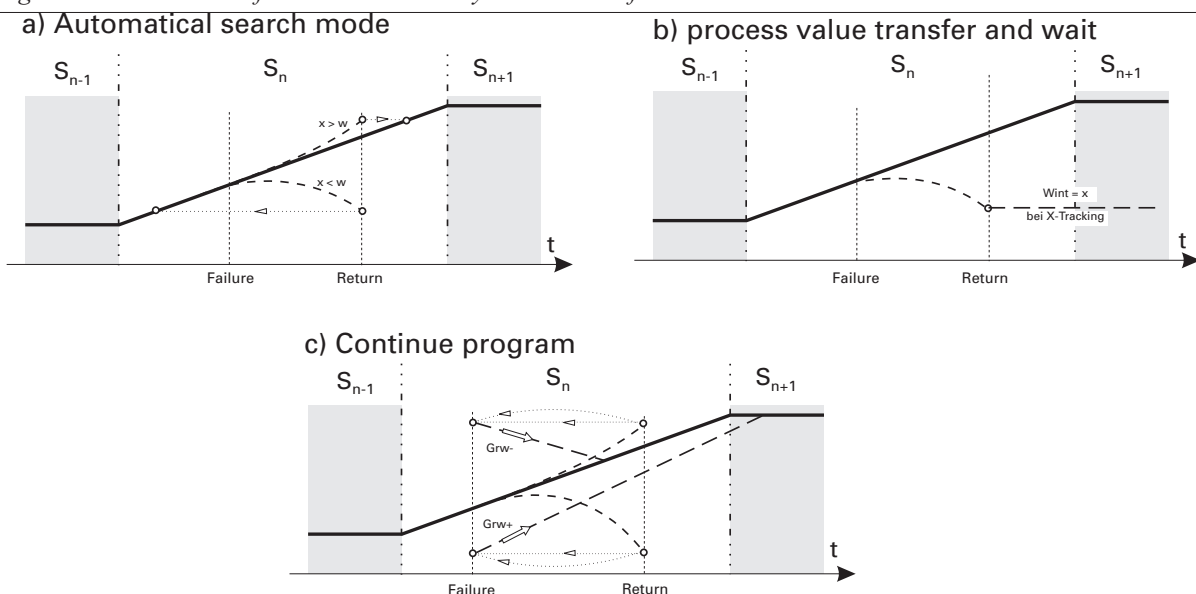 a) Automatical search mode
S n-1
S n
S n+1
x > w
x < w
t
Failure
Return
b) process value transfer and wait
S n-1
S n
S n+1
Wint = x
bei X-Tracking
t
Failure
Return
c) Continue program
S n-1
S n
S n+1
Grw-
Grw+
t
Failure
Return